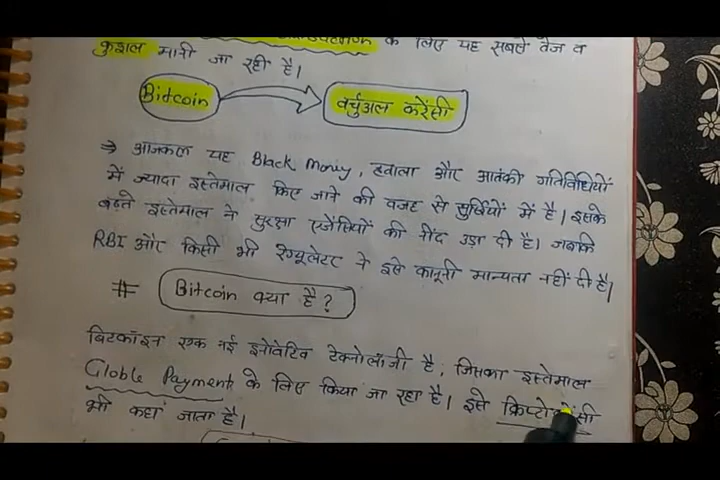 के लिए यह सबसे तेज व
कुशल मानी जा रही है।
Bitcoin वर्चुअल करेंसी
⇒ आजकल यह Black Money, हवाला और आतंकी गतिविधियों
में ज्यादा इस्तेमाल किए जाने की वजह से सुर्खियों में है। इसके
बढ़ते इस्तेमाल ने सुरक्षा एजेंसियों की नींद उड़ा दी है। जबकि
RBI और किसी भी रेग्यूलेटर ने इसे कानूनी मान्यता नहीं दी है।
# Bitcoin क्या है?
बिटकॉइन एक नई इनोवेटिव टेक्नोलॉजी है, जिसका इस्तेमाल
Globle Payment के लिए किया जा रहा है। इसे
भी कहां जाता है।